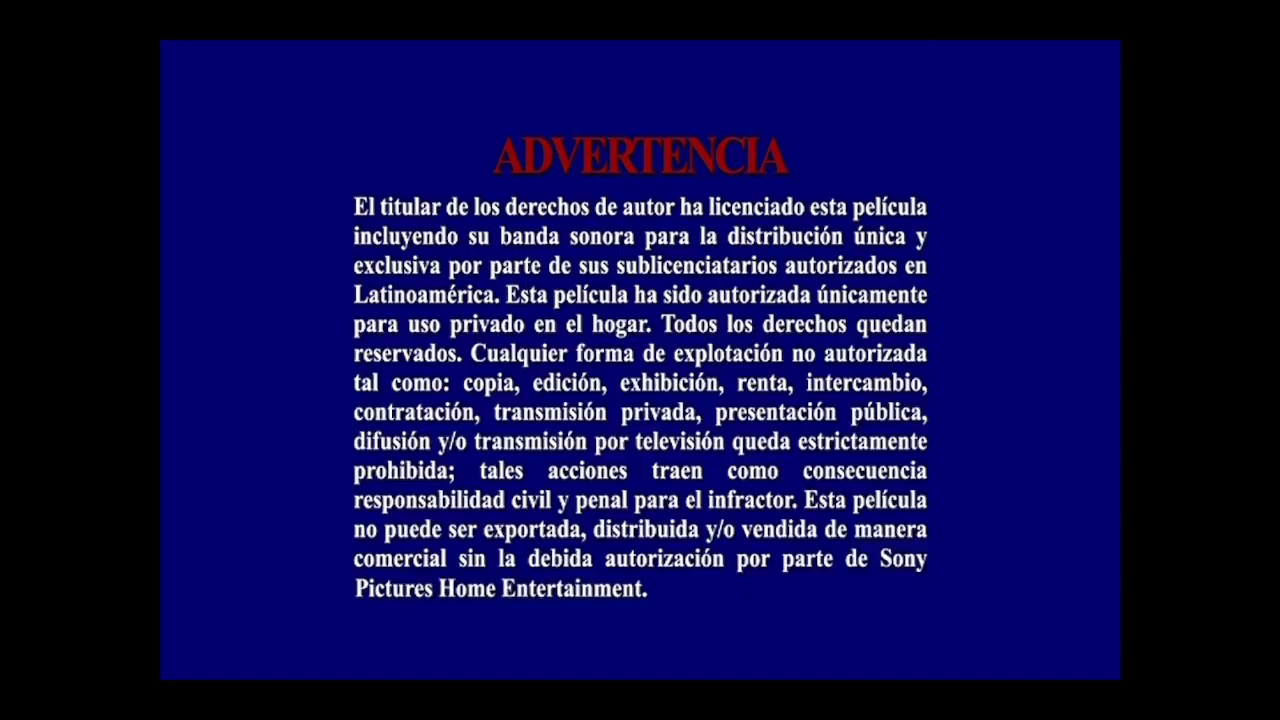 ADVERTENCIA
El titular de los derechos de autor ha licenciado esta película
incluyendo su banda sonora para la distribución única y
exclusiva por parte de sus sublicenciatarios autorizados en
Latinoamérica. Esta película ha sido autorizada únicamente
para uso privado en el hogar. Todos los derechos quedan
reservados. Cualquier forma de explotación no autorizada
tal como: copia, edición, exhibición, renta, intercambio,
contratación, transmisión privada, presentación pública,
difusión y/o transmisión por televisión queda estrictamente
prohibida; tales acciones traen como consecuencia
responsabilidad civil y penal para el infractor. Esta película
no puede ser exportada, distribuida y/o vendida de manera
comercial sin la debida autorización por parte de Sony
Pictures Home Entertainment.